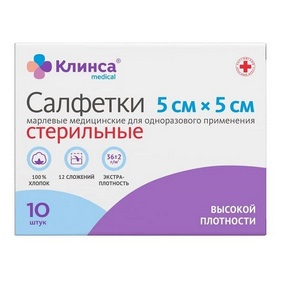 Клинса
medical
Салфетки 5 см × 5 см
марлевые медицинские для одноразового применения
стерильные
36±2
г/м²
100% ХЛОПОК
12 СЛОЖЕНИЙ
ЭКСТРА-ПЛОТНОСТЬ
10
штук
ВЫСОКОЙ
ПЛОТНОСТИ